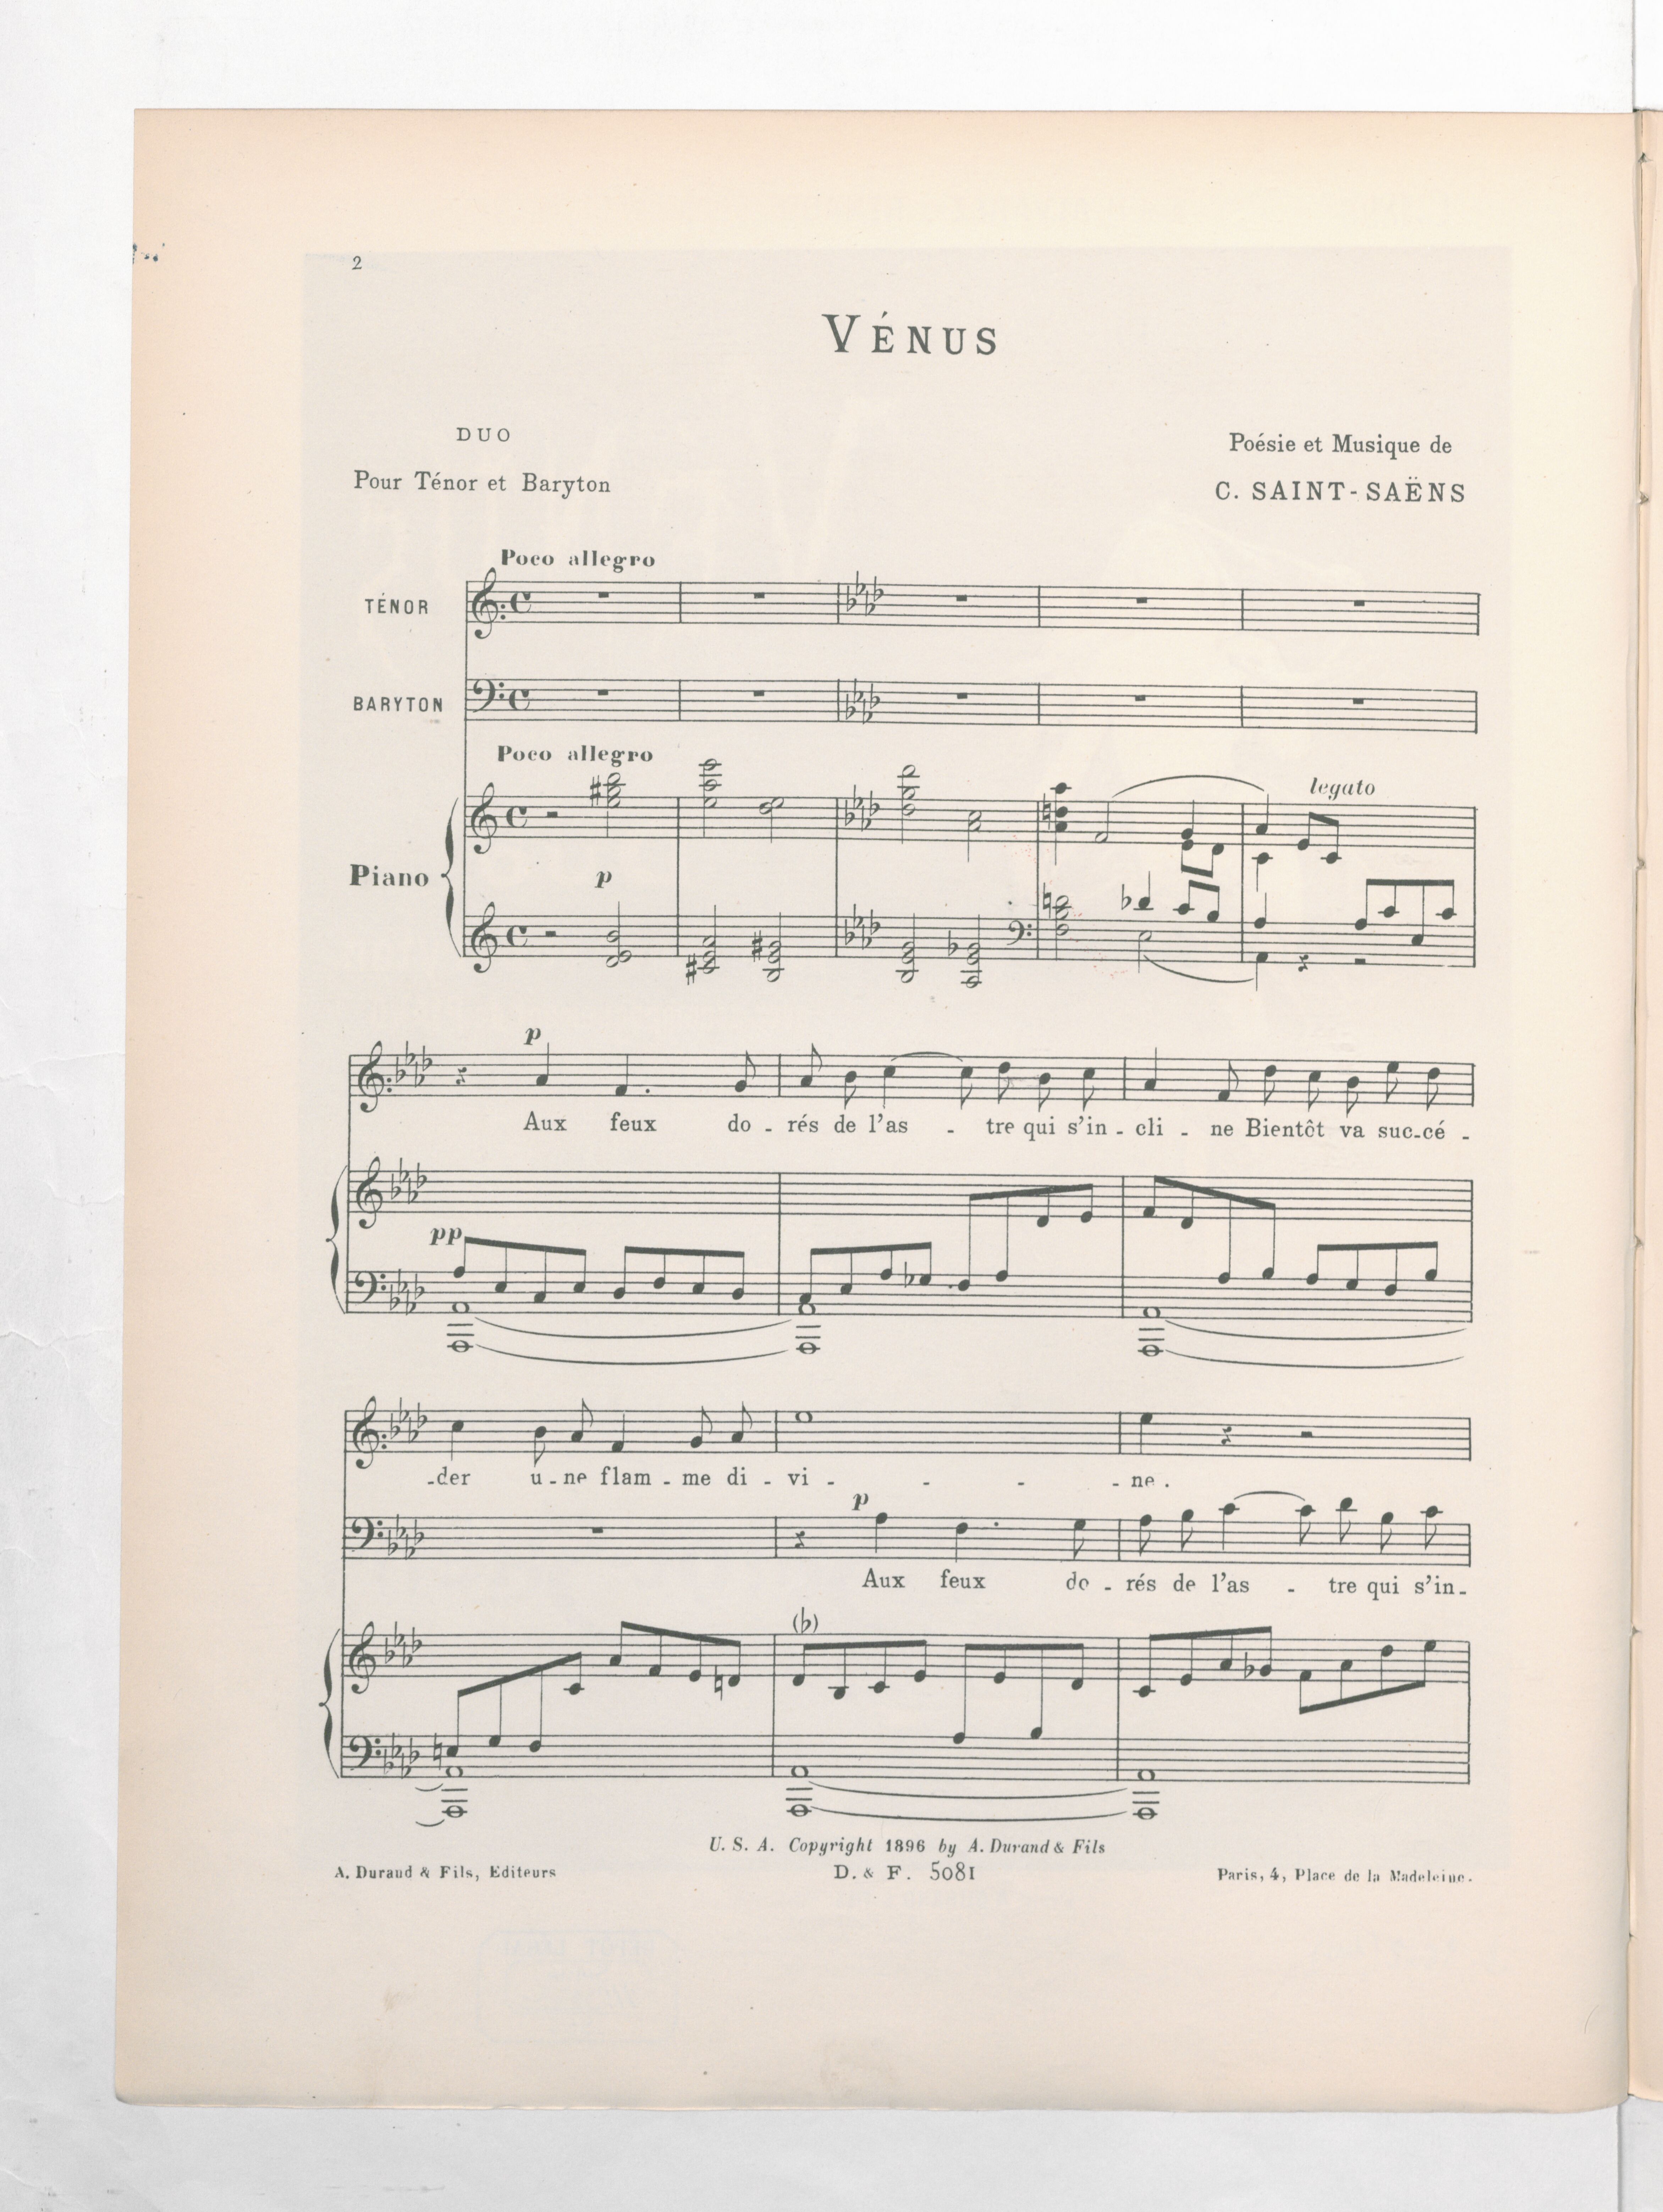 2
VÉNUS
DUO
Pour Ténor et Baryton
Poésie et Musique de
C. SAINT-SAËNS
Poco allegro
TÉNOR
BARYTON
Poco allegro
legato
Piano
p
p
Aux feux do - rés de l'as - tre qui s'in - cli - ne Bientôt va suc-cé -
pp
-der u - ne flam - me di - vi - - - - ne.
p
Aux feux do - rés de l'as - tre qui s'in-
U. S. A. Copyright 1896 by A. Durand & Fils
A. Durand & Fils, Editeurs
D. & F. 5081
Paris, 4, Place de la Madeleine.